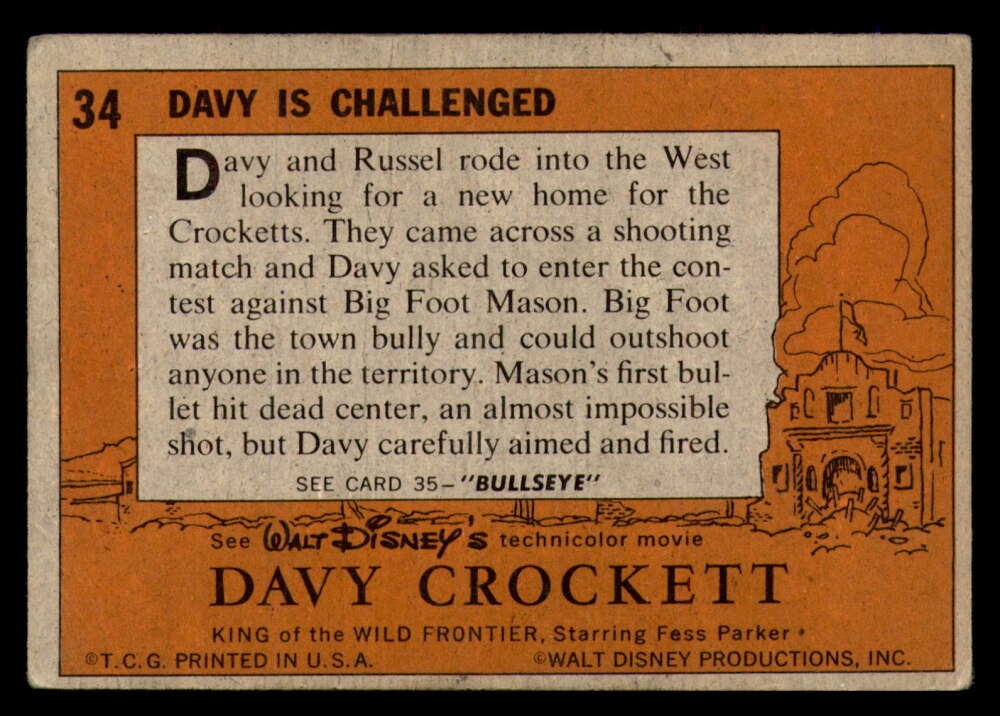 34 DAVY IS CHALLENGED
Davy and Russel rode into the West
looking for a new home for the
Crocketts. They came across a shooting
match and Davy asked to enter the con-
test against Big Foot Mason. Big Foot
was the town bully and could outshoot
anyone in the territory. Mason's first bul-
let hit dead center, an almost impossible
shot, but Davy carefully aimed and fired.
SEE CARD 35-"BULLSEYE"
See WALT DISNEY'S technicolor movie
DAVY CROCKETT
KING of the WILD FRONTIER, Starring Fess Parker
©T.C.G. PRINTED IN U.S.A. ©WALT DISNEY PRODUCTIONS, INC.